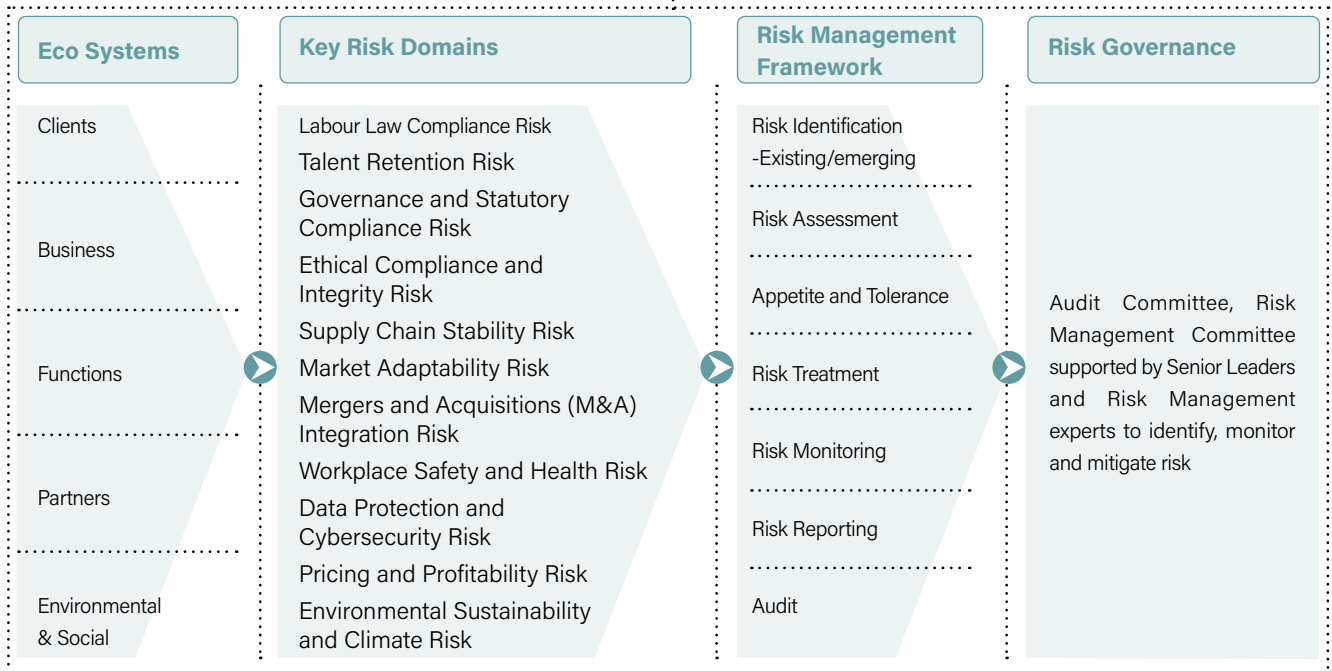 Eco Systems
Clients
Business
Functions
Partners
Environmental
& Social
Key Risk Domains
Labour Law Compliance Risk
Talent Retention Risk
Governance and Statutory
Compliance Risk
Ethical Compliance and
Integrity Risk
Supply Chain Stability Risk
Market Adaptability Risk
Mergers and Acquisitions (M&A)
Integration Risk
Workplace Safety and Health Risk
Data Protection and
Cybersecurity Risk
Pricing and Profitability Risk
Environmental Sustainability
and Climate Risk
Risk Management
Framework
Risk Identification
-Existing/emerging
Risk Assessment
Appetite and Tolerance
Risk Treatment
Risk Monitoring
Risk Reporting
Audit
Risk Governance
Audit Committee, Risk
Management Committee
supported by Senior Leaders
and Risk Management
experts to identify, monitor
and mitigate risk